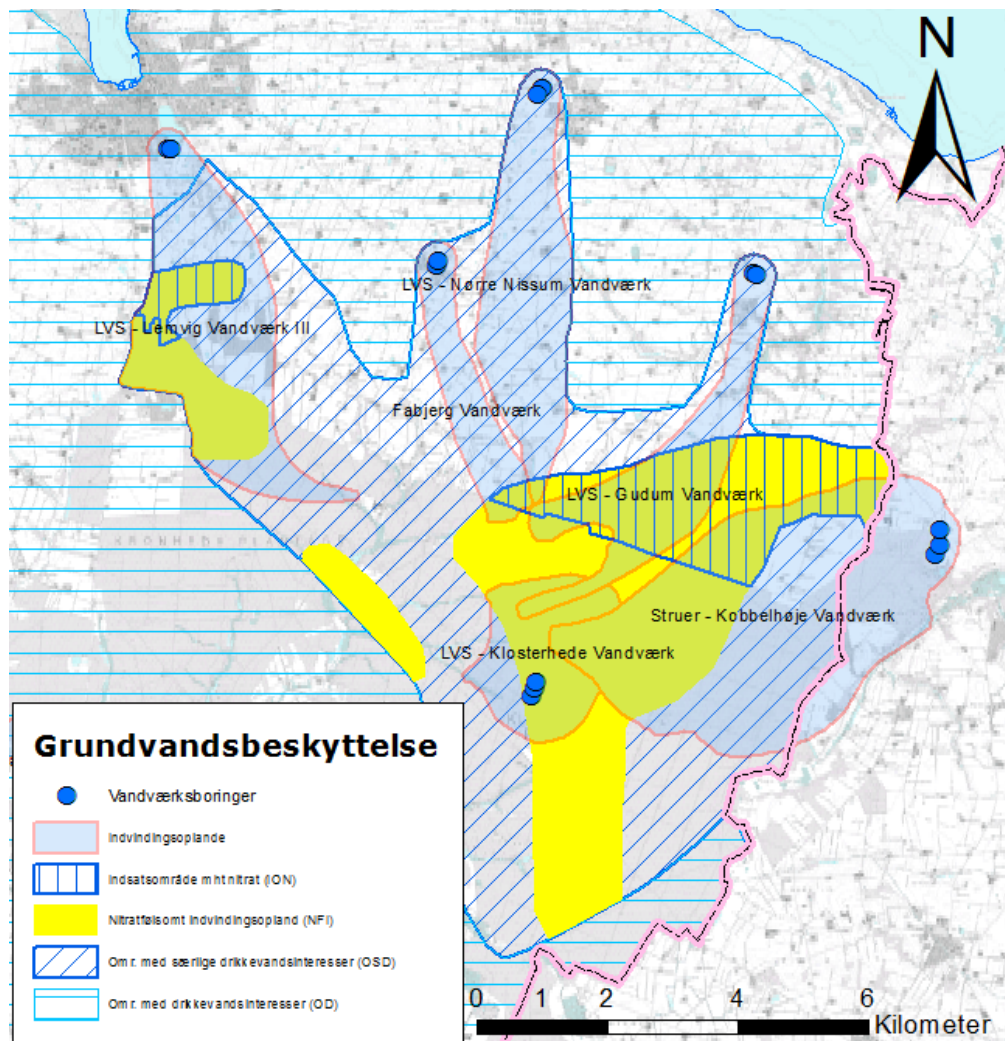 N
LVS - Nørre Nissum Vandværk
LVS - Lemvig Vandværk III
Fabjerg Vandværk
LVS - Gudum Vandværk
Struer - Kobbelhøje Vandværk
LVS - Klosterhede Vandværk
Grundvandsbeskyttelse
Vandværksboringer
Indvindingsoplande
Indsatsområde mht nitrat (ION)
Nitratfølsomt indvindingsopland (NFI)
Omr. med særlige drikkevandsinteresser (OSD)
Omr. med drikkevandsinteresser (OD)
0 1 2 4 6
Kilometer